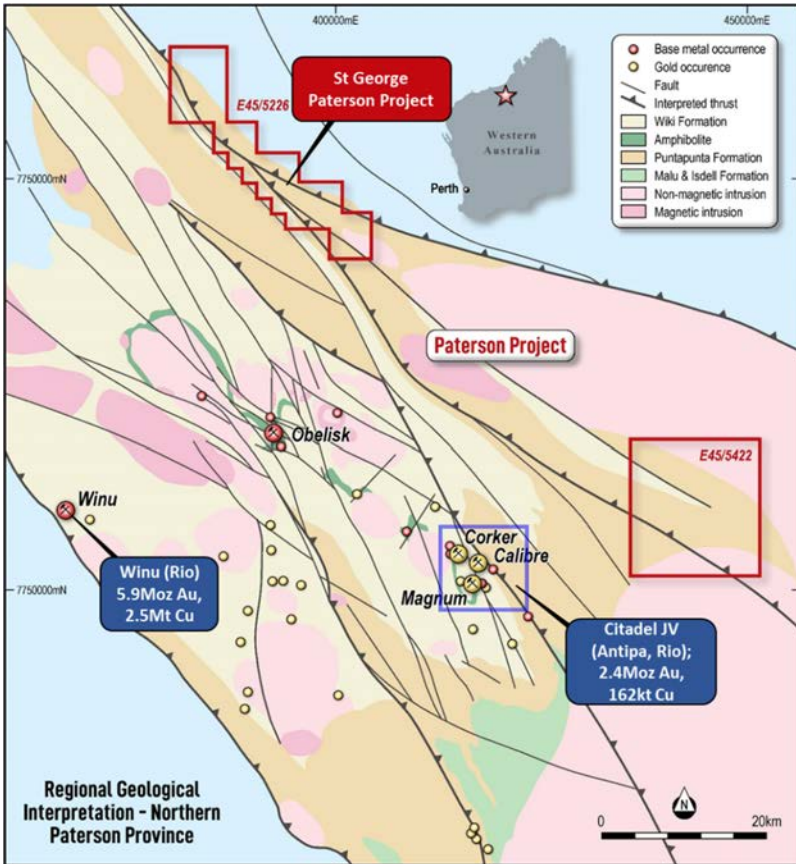 400000mE
450000mE
St George
Paterson Project
E45/5226
Western
Australia
Perth
Base metal occurrence
Gold occurence
Fault
Interpreted thrust
Wiki Formation
Amphibolite
Puntapunta Formation
Malu & Isdell Formation
Non-magnetic intrusion
Magnetic intrusion
7750000mN
Paterson Project
Obelisk
E45/5422
Winu
Corker
Calibre
Magnum
7750000mN
Winu (Rio)
5.9Moz Au,
2.5Mt Cu
Citadel JV
(Antipa, Rio);
2.4Moz Au,
162kt Cu
Regional Geological
Interpretation - Northern
Paterson Province
N
0
20km